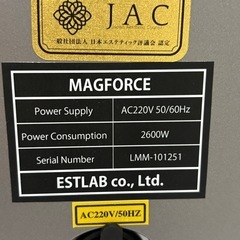 JAC
一般社団法人 日本エステティック評議会 認定
MAGFORCE
Power Supply AC220V 50/60Hz
Power Consumption 2600W
Serial Number LMM-101251
ESTLAB co., Ltd.
AC220V/50HZ